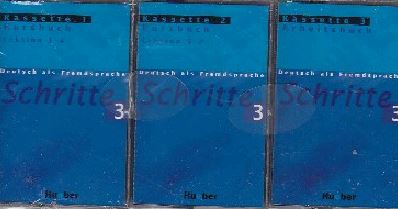 Kassette 1
Kursbuch
Deutsch als Fremdsprache
Schritte
3
Hueber
Kassette 2
Kursbuch
Deutsch als Fremdsprache
Schritte
3
Hueber
Kassette 3
Arbeitsbuch
Deutsch als Fremdsprache
Schritte
3
Hueber